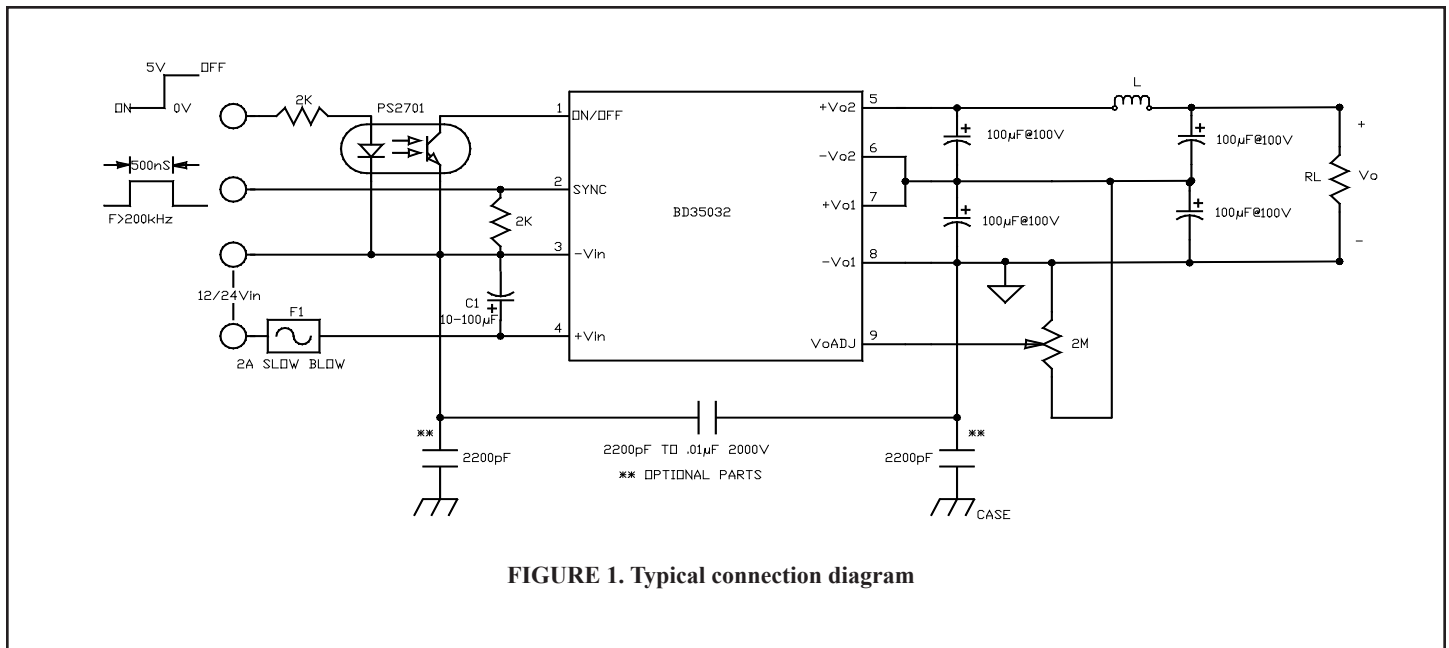 5V OFF
ON 0V
2K
PS2701
500nS
F>200kHz
2K
12/24Vin
F1
2A SLOW BLOW
C1
10-100µF
1
ON/OFF
2
SYNC
3
-Vin
4
+Vin
BD35032
5
+Vo2
6
-Vo2
7
+Vo1
8
-Vo1
9
VoADJ
L
100µF@100V
100µF@100V
100µF@100V
100µF@100V
+
RL Vo
-
2M
**
2200pF
2200pF TO .01µF 2000V
** OPTIONAL PARTS
**
2200pF
CASE
FIGURE 1. Typical connection diagram